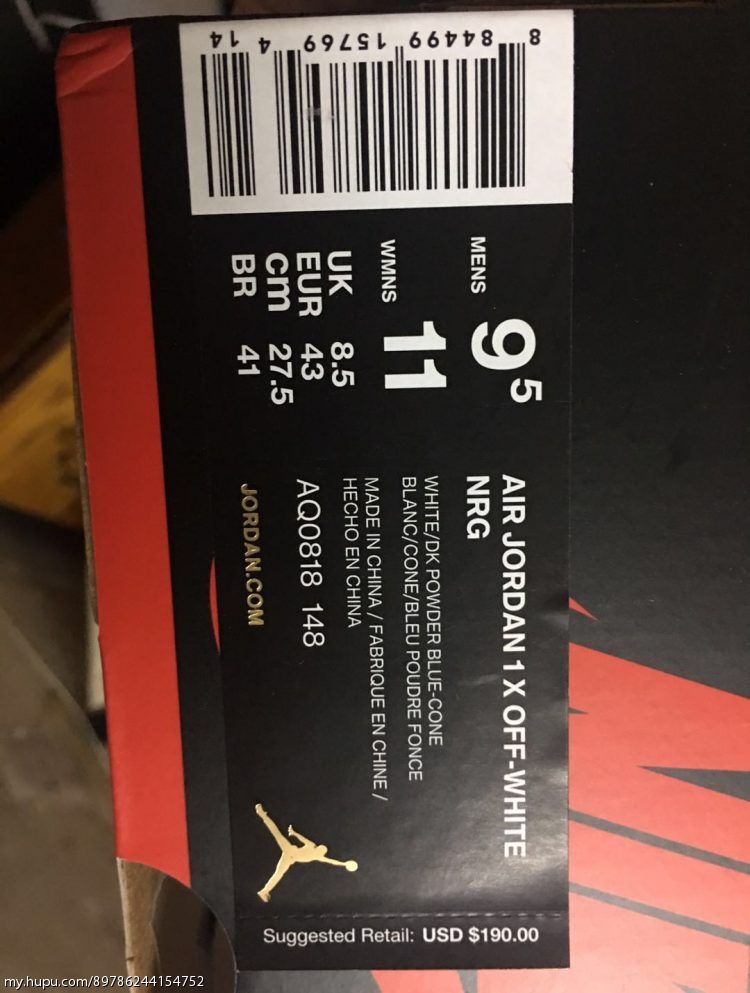 8 84499 15769 4 14
MENS 9 5
WMNS 11
UK 8.5
EUR 43
cm 27.5
BR 41
AIR JORDAN 1 X OFF-WHITE
NRG
WHITE/DK POWDER BLUE-CONE
BLANC/CONE/BLEU POUDRE FONCE
MADE IN CHINA / FABRIQUE EN CHINE /
HECHO EN CHINA
AQ0818 148
JORDAN.COM
Suggested Retail: USD $190.00
my.hupu.com/89786244154752